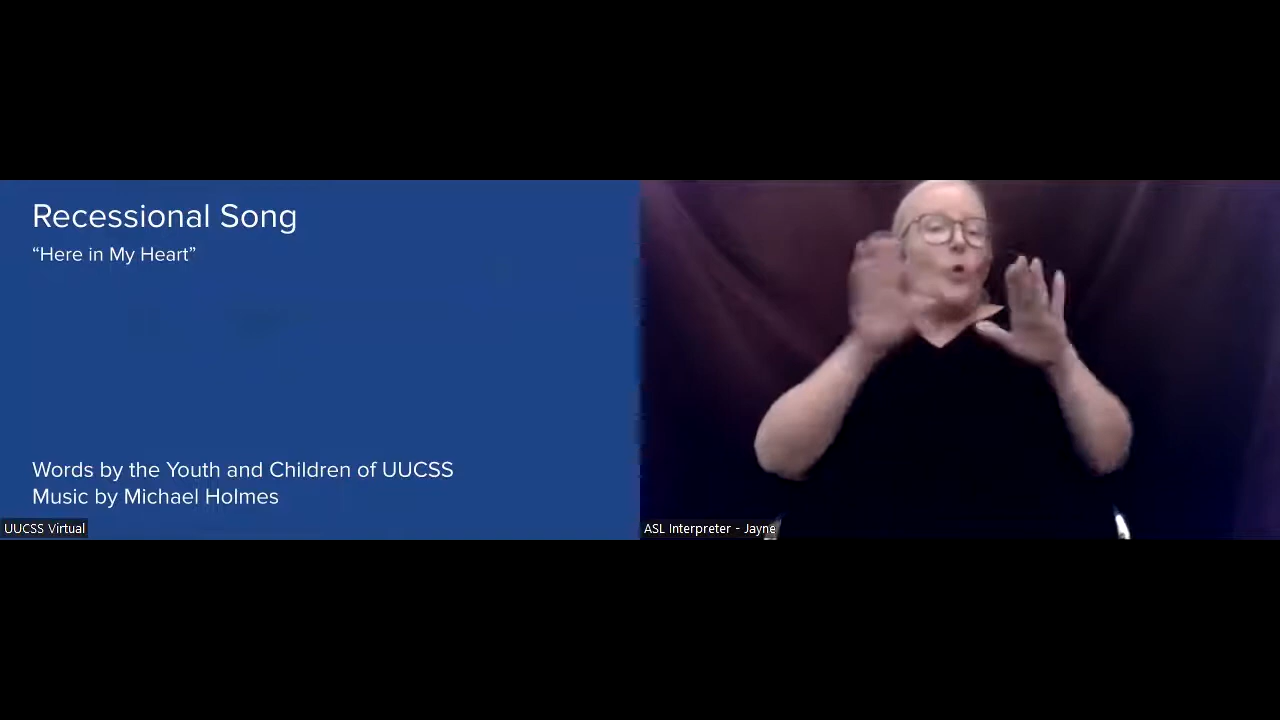 Recessional Song
“Here in My Heart”
Words by the Youth and Children of UUCSS
Music by Michael Holmes
UUCSS Virtual
ASL Interpreter - Jayne